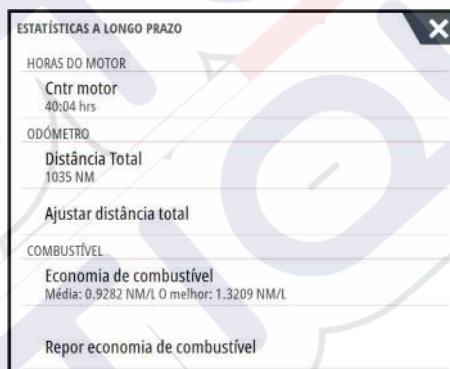 ESTATÍSTICAS A LONGO PRAZO
HORAS DO MOTOR
Cntr motor
40:04 hrs
ODÓMETRO
Distância Total
1035 NM
Ajustar distância total
COMBUSTÍVEL
Economia de combustível
Média: 0.9282 NM/L O melhor: 1.3209 NM/L
Repor economia de combustível